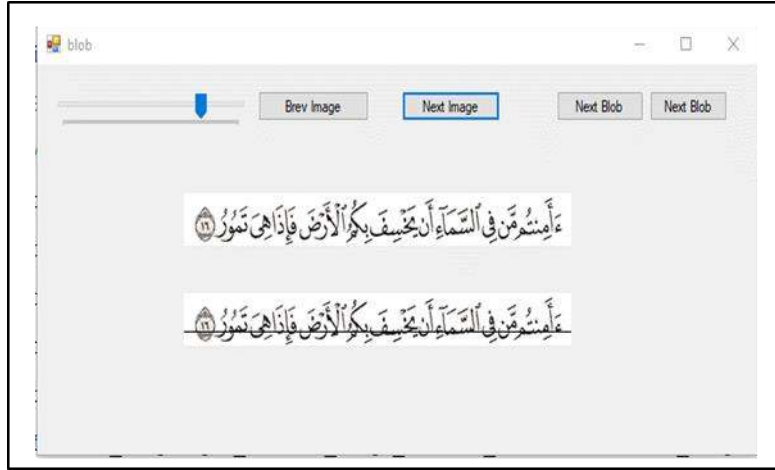 blob
Brev Image
Next Image
Next Blob
Next Blob
ءَأَمِنتُم مَّن فِي ٱلسَّمَآءِ أَن يَخْسِفَ بِكُمُ ٱلْأَرْضَ فَإِذَا هِىَ تَمُورُ ١٦
ءَأَمِنتُم مَّن فِي ٱلسَّمَآءِ أَن يَخْسِفَ بِكُمُ ٱلْأَرْضَ فَإِذَا هِىَ تَمُورُ ١٦